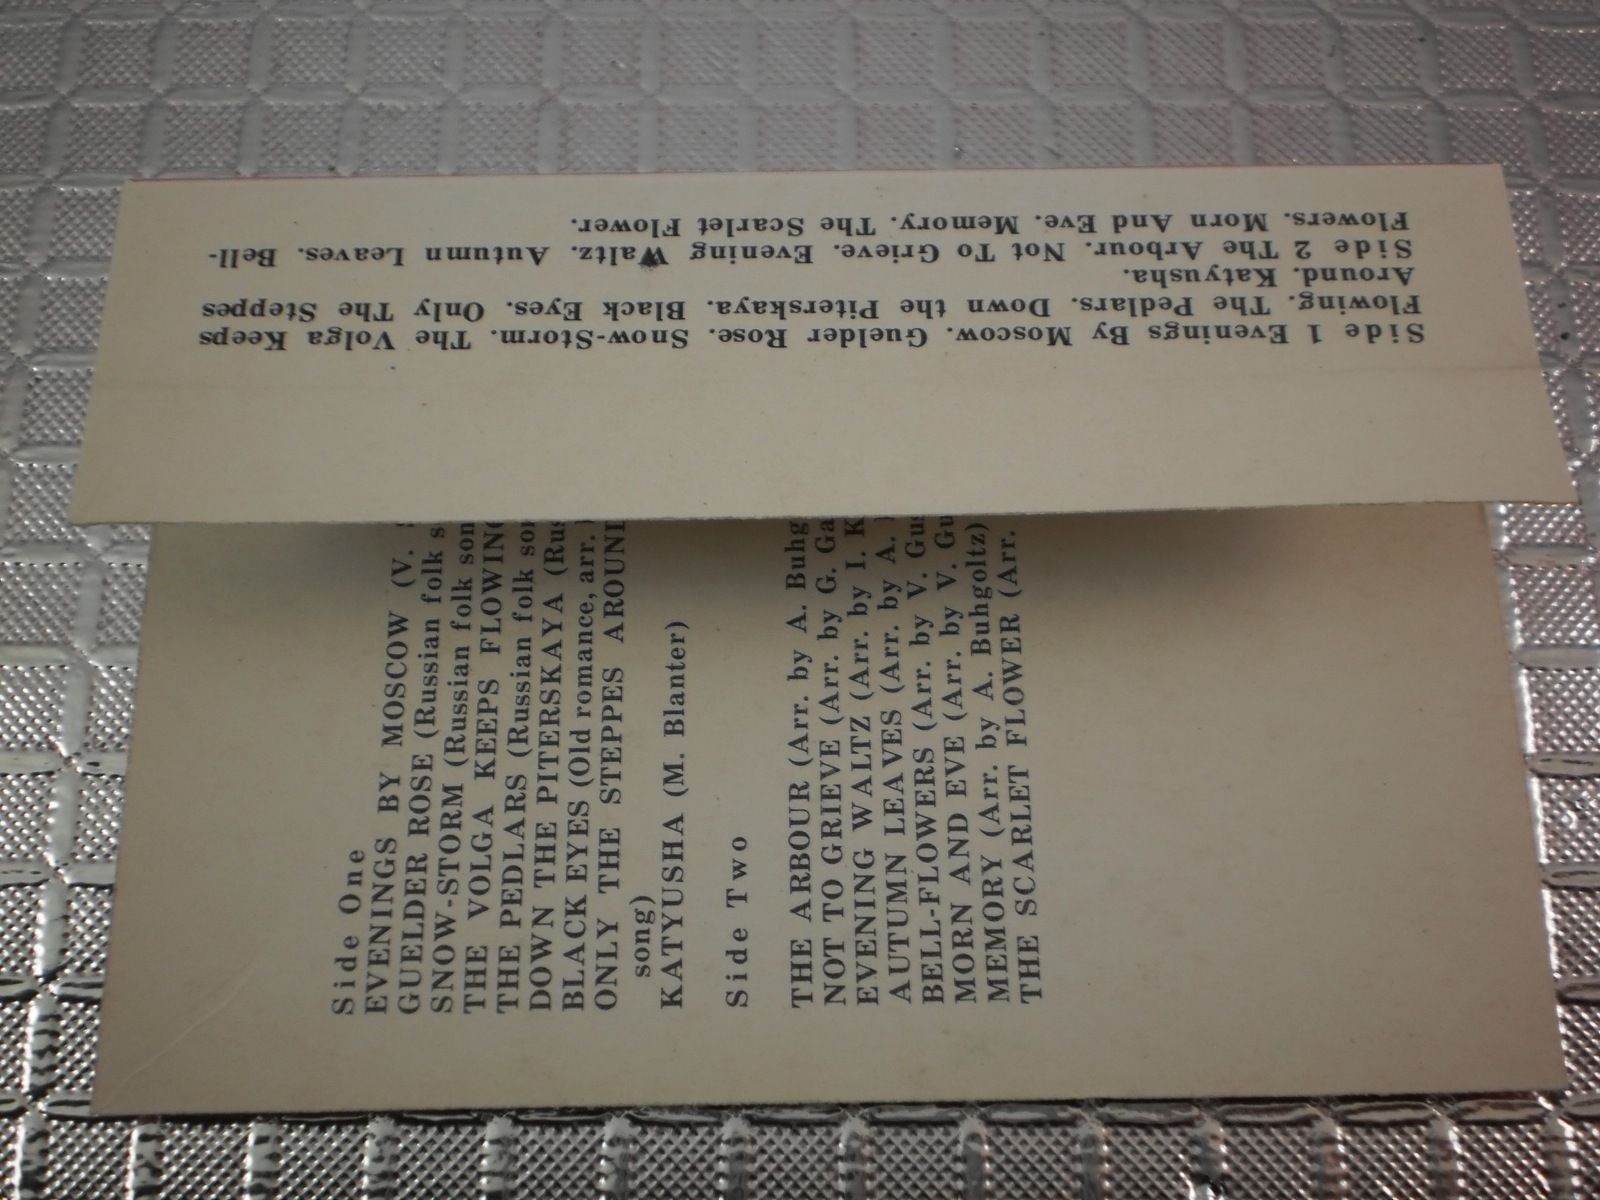 Side 1 Evenings By Moscow. Guelder Rose. Snow-Storm. The Volga Keeps
Flowing. The Pedlars. Down the Piterskaya. Black Eyes. Only The Steppes
Around. Katyusha.
Side 2 The Arbour. Not To Grieve. Evening Waltz. Autumn Leaves. Bell-
Flowers. Morn And Eve. Memory. The Scarlet Flower.
Side One
EVENINGS BY MOSCOW (V.
GUELDER ROSE (Russian folk s
SNOW-STORM (Russian folk son
THE VOLGA KEEPS FLOWING
THE PEDLARS (Russian folk son
DOWN THE PITERSKAYA (Rus
BLACK EYES (Old romance, arr.
ONLY THE STEPPES AROUND
song)
KATYUSHA (M. Blanter)
Side Two
THE ARBOUR (Arr. by A. Buhg
NOT TO GRIEVE (Arr. by G. Ga
EVENING WALTZ (Arr. by I. K
AUTUMN LEAVES (Arr. by A.
BELL-FLOWERS (Arr. by V. Gus
MORN AND EVE (Arr. by V. Gu
MEMORY (Arr. by A. Buhgoltz)
THE SCARLET FLOWER (Arr.